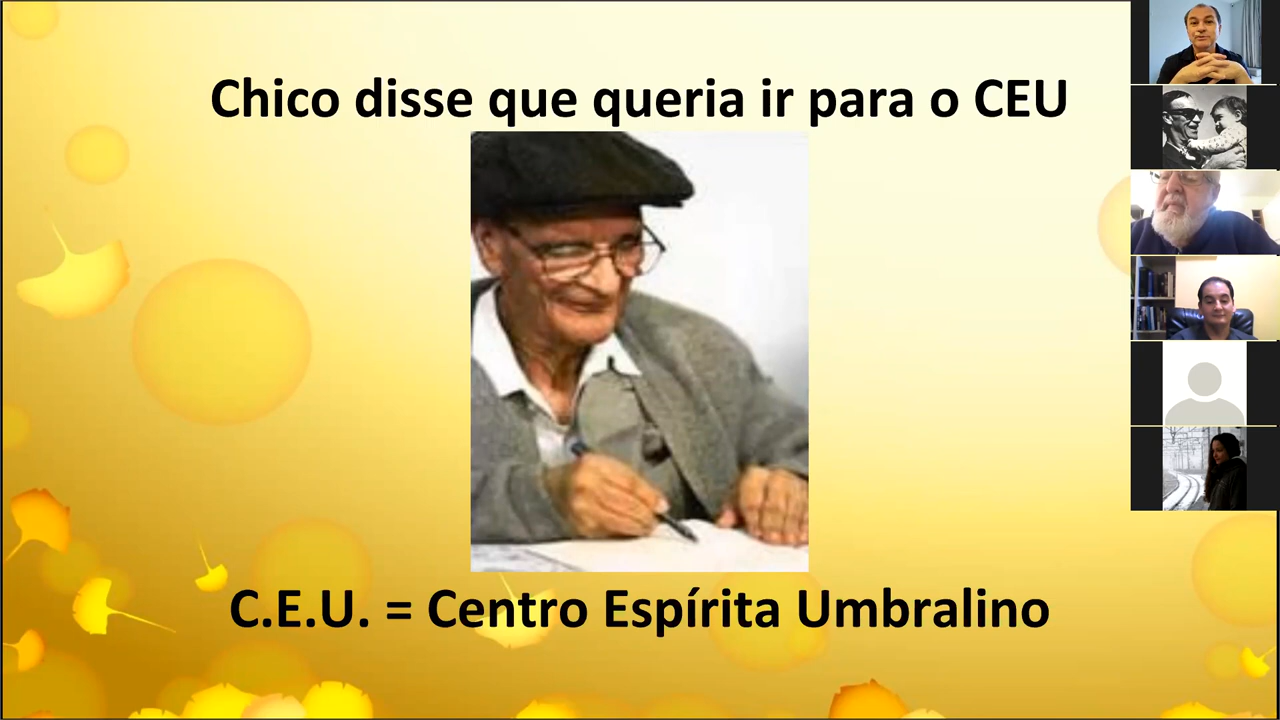 Chico disse que queria ir para o CEU
C.E.U. = Centro Espírita Umbralino